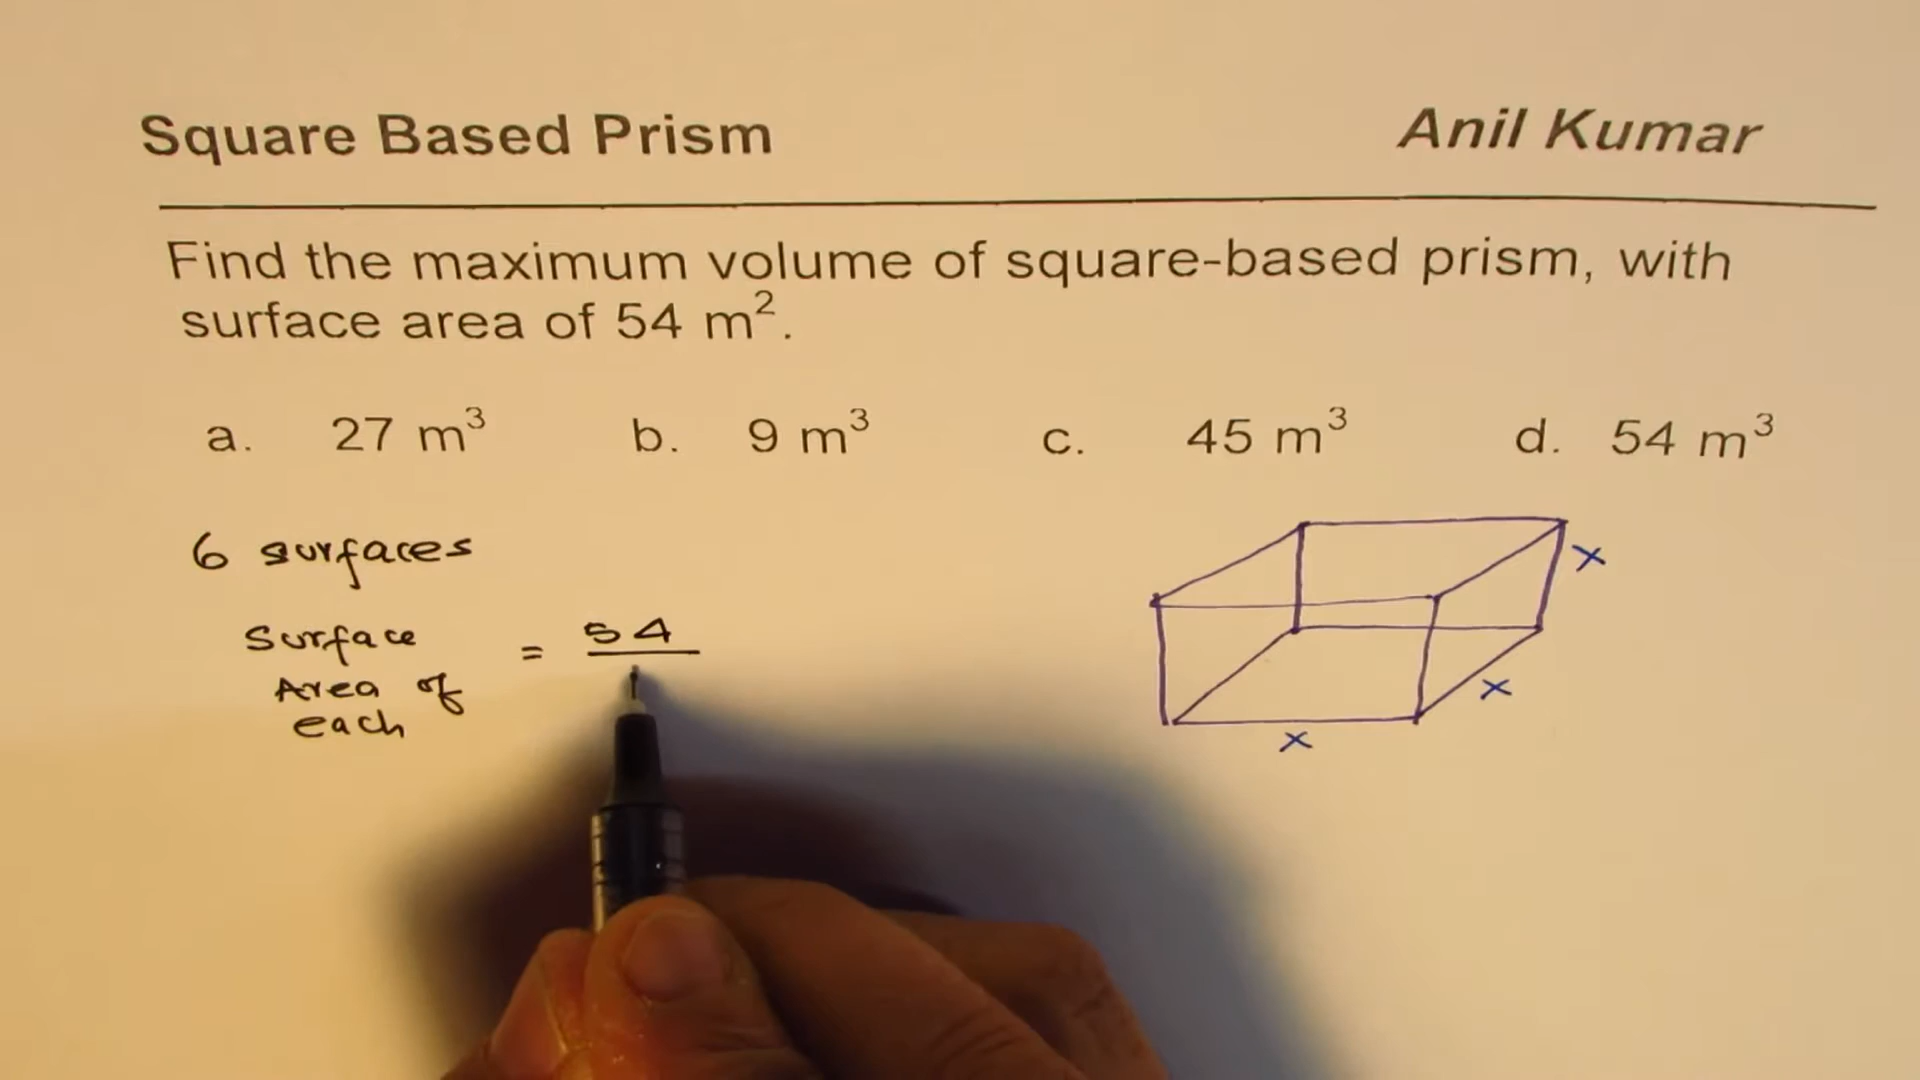 Square Based Prism Anil Kumar
Find the maximum volume of square-based prism, with
surface area of 54 m².
a. 27 m³ b. 9 m³ c. 45 m³ d. 54 m³
6 surfaces
Surface
Area of
each
= 54
x
x
x